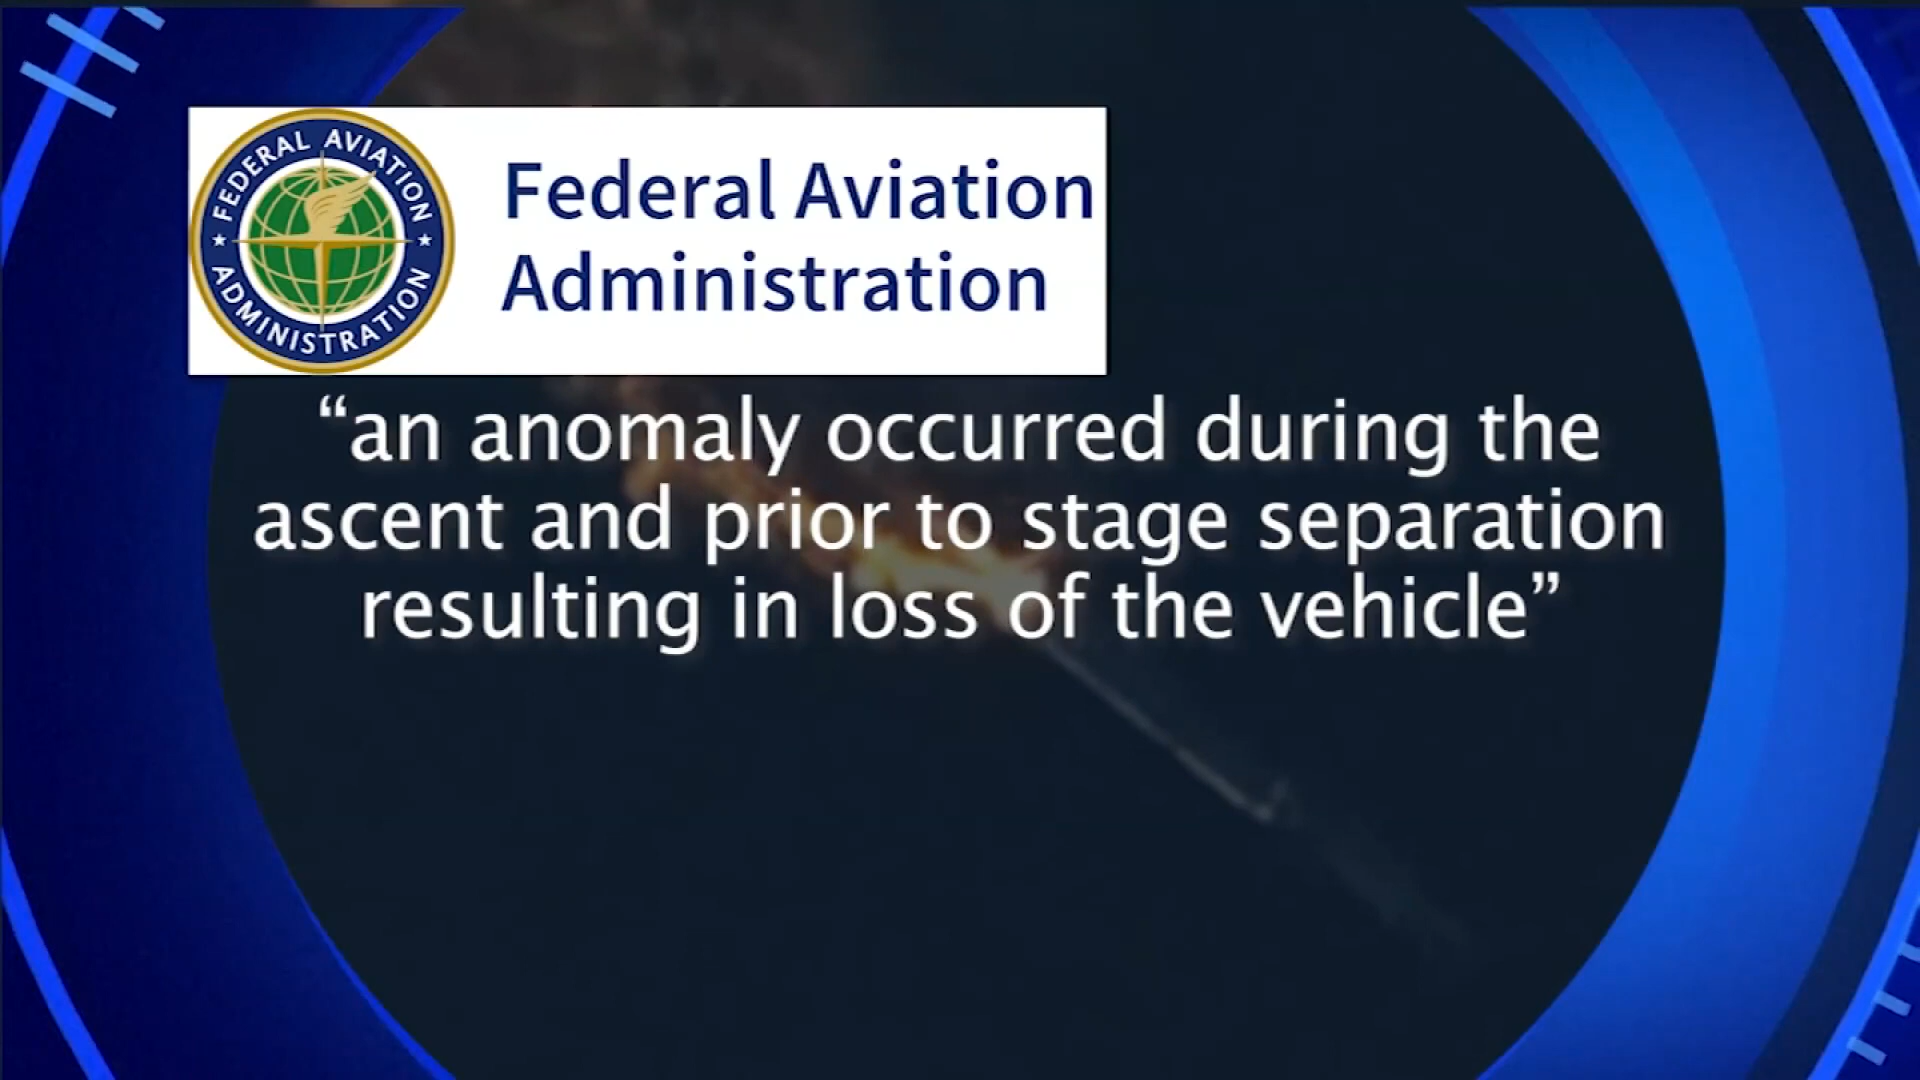 FEDERAL AVIATION
ADMINISTRATION
Federal Aviation
Administration
“an anomaly occurred during the
ascent and prior to stage separation
resulting in loss of the vehicle”